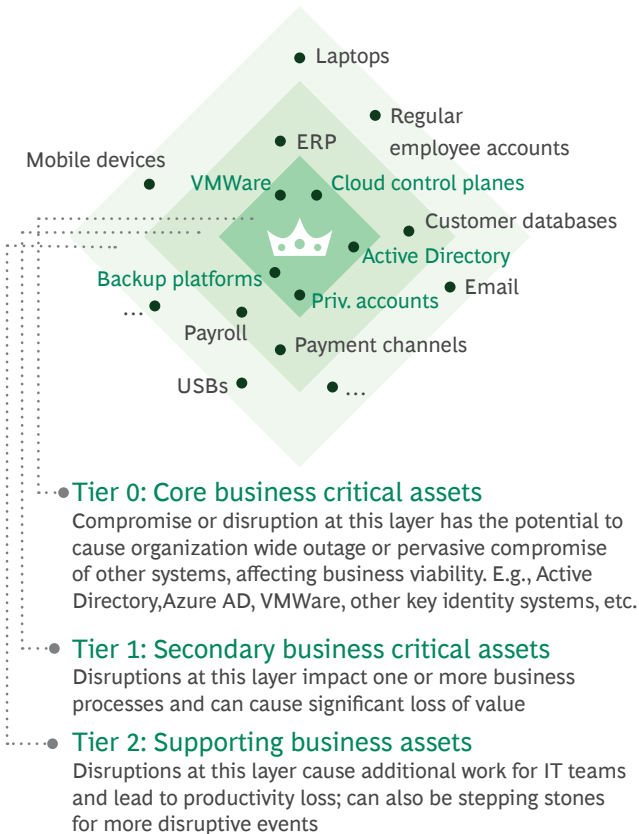 Laptops
Regular
employee accounts
ERP
Mobile devices
VMWare
Cloud control planes
Customer databases
Active Directory
Backup platforms
Email
Priv. accounts
...
Payroll
Payment channels
USBs
...
Tier 0: Core business critical assets
Compromise or disruption at this layer has the potential to
cause organization wide outage or pervasive compromise
of other systems, affecting business viability. E.g., Active
Directory,Azure AD, VMWare, other key identity systems, etc.
Tier 1: Secondary business critical assets
Disruptions at this layer impact one or more business
processes and can cause significant loss of value
Tier 2: Supporting business assets
Disruptions at this layer cause additional work for IT teams
and lead to productivity loss; can also be stepping stones
for more disruptive events